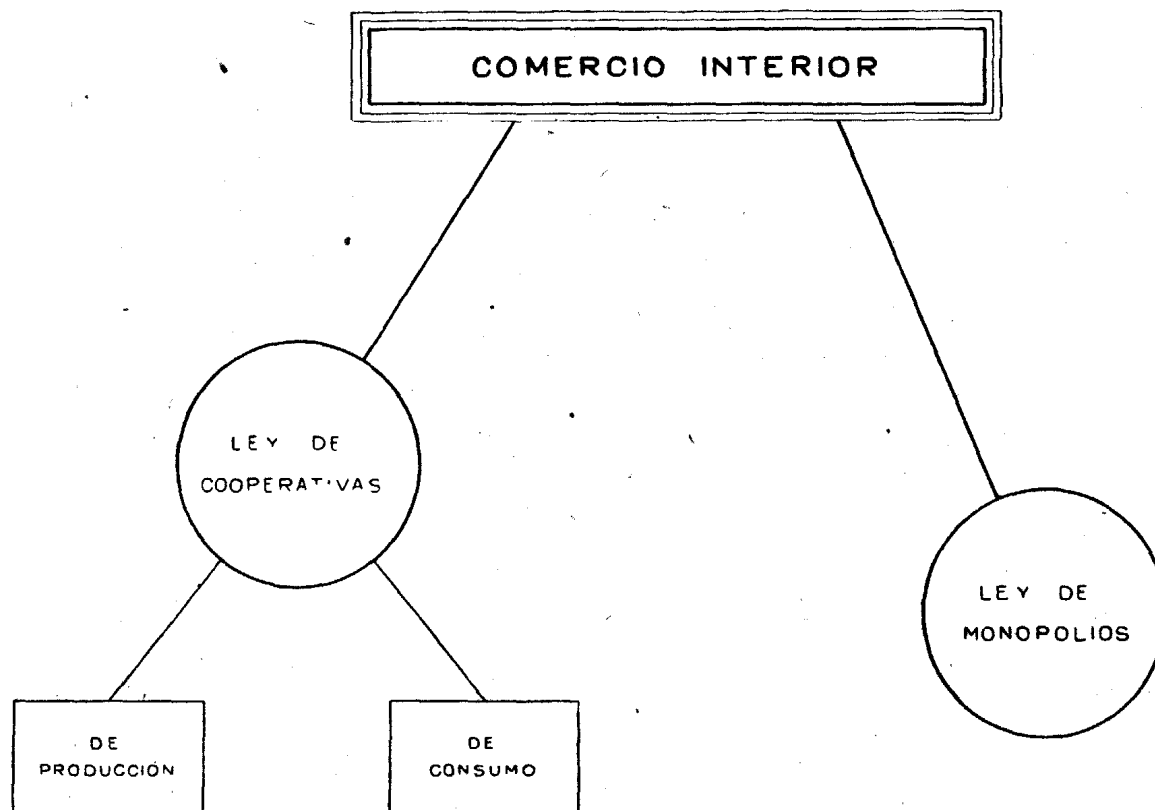 COMERCIO INTERIOR
LEY DE
COOPERATIVAS
LEY DE
MONOPOLIOS
DE
PRODUCCIÓN
DE
CONSUMO